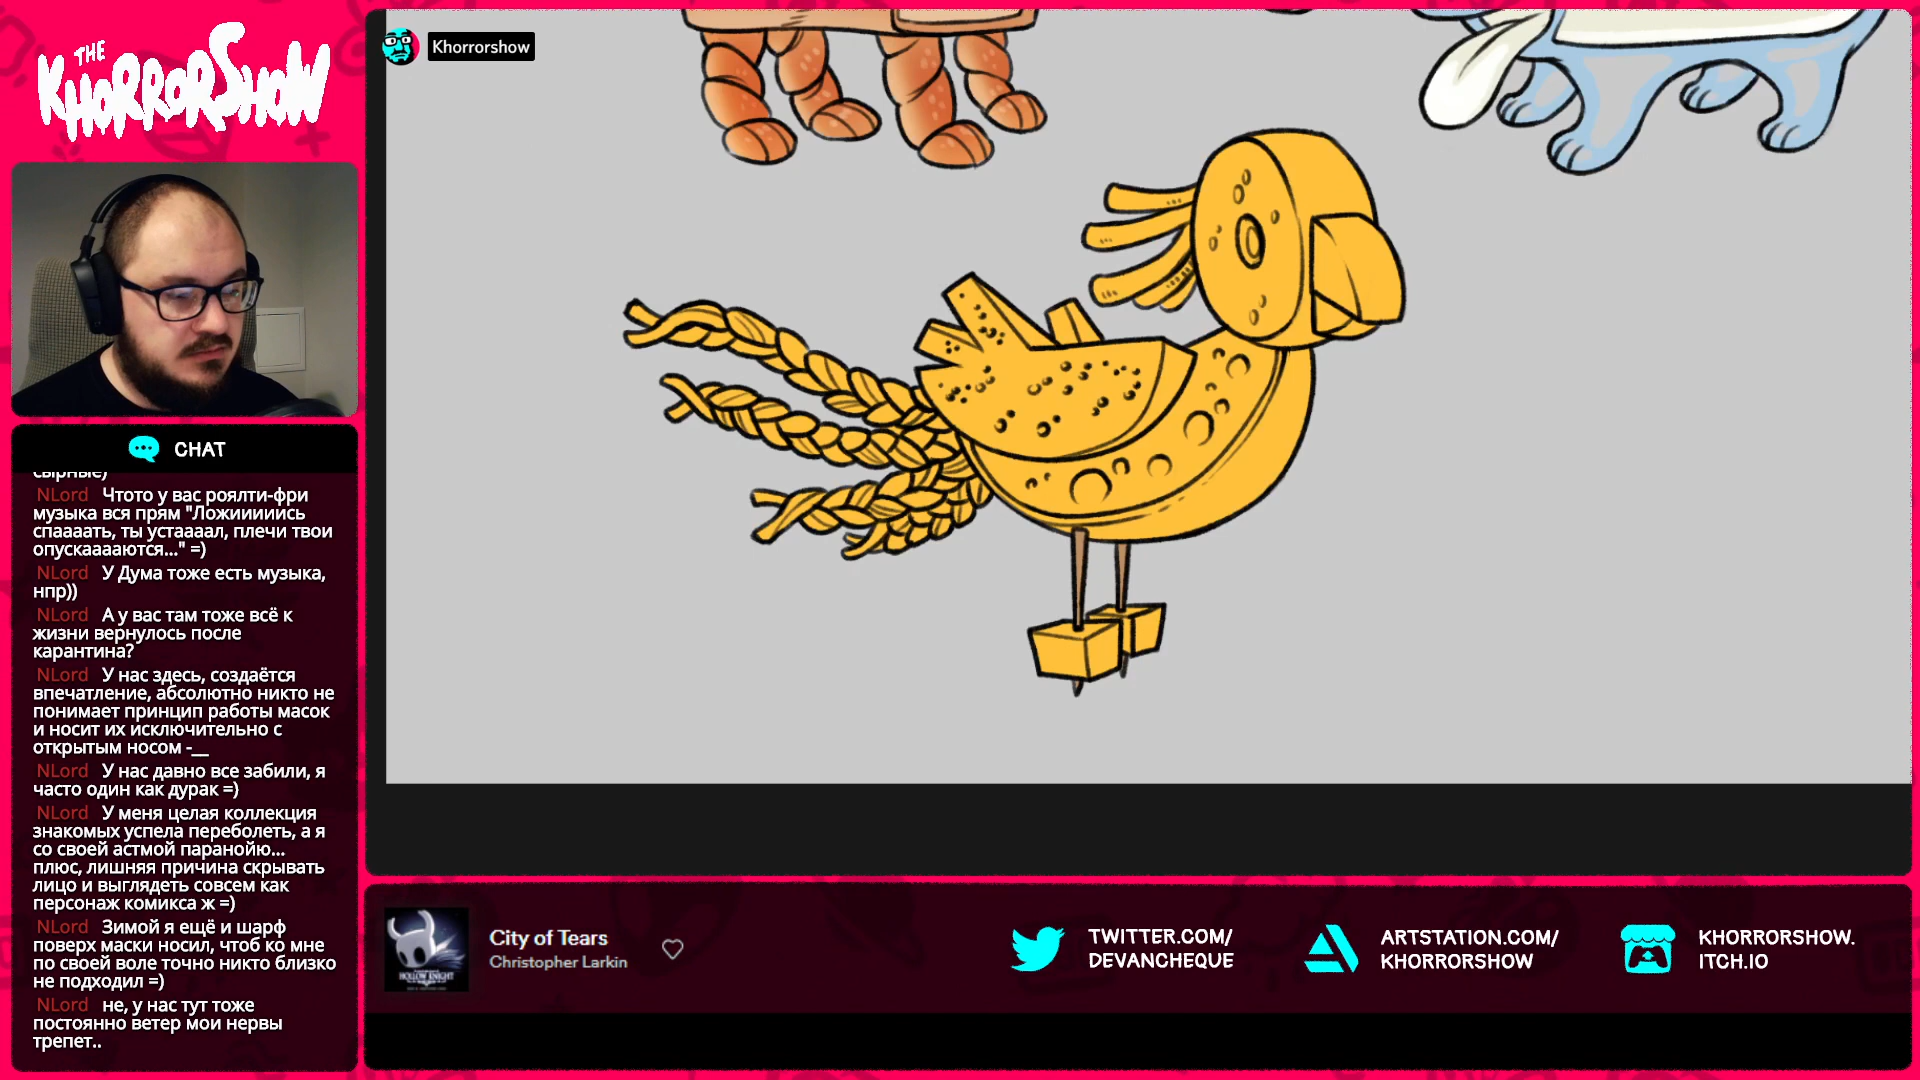 THE
KHORRORSHOW
Khorrorshow
CHAT
сырные)
NLord Чтото у вас роялти-фри
музыка вся прям "Ложииииись
спаааать, ты устаааал, плечи твои
опускааааются..." =)
NLord У Дума тоже есть музыка,
нпр))
NLord А у вас там тоже всё к
жизни вернулось после
карантина?
NLord У нас здесь, создаётся
впечатление, абсолютно никто не
понимает принцип работы масок
и носит их исключительно с
открытым носом -__
NLord У нас давно все забили, я
часто один как дурак =)
NLord У меня целая коллекция
знакомых успела переболеть, а я
со своей астмой паранойю...
плюс, лишняя причина скрывать
лицо и выглядеть совсем как
персонаж комикса ж =)
NLord Зимой я ещё и шарф
поверх маски носил, чтоб ко мне
по своей воле точно никто близко
не подходил =)
NLord не, у нас тут тоже
постоянно ветер мои нервы
трепет..
HOLLOW KNIGHT
City of Tears
Christopher Larkin
TWITTER.COM/
DEVANCHEQUE
ARTSTATION.COM/
KHORRORSHOW
KHORRORSHOW.
ITCH.IO